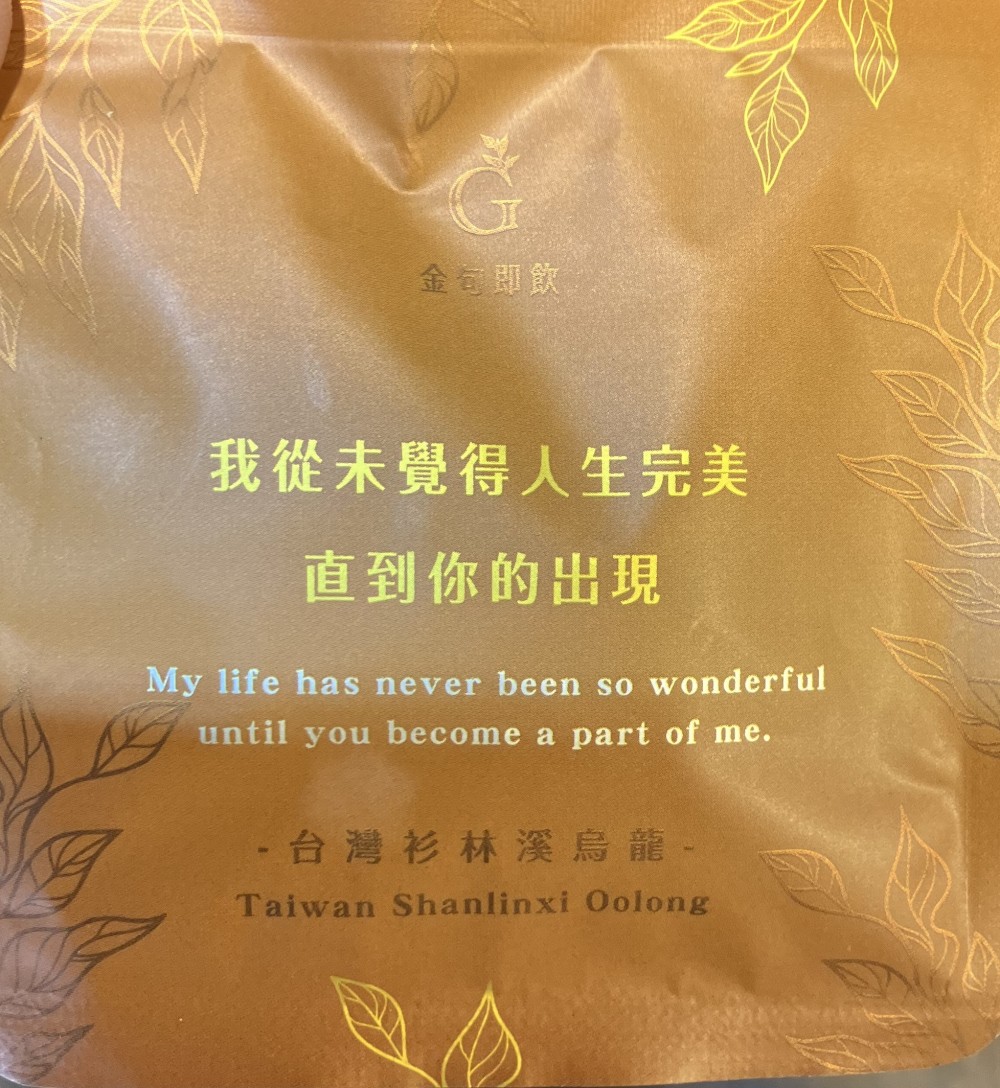 G
金句即飲
我從未覺得人生完美
直到你的出現
My life has never been so wonderful
until you become a part of me.
- 台灣杉林溪烏龍 -
Taiwan Shanlinxi Oolong